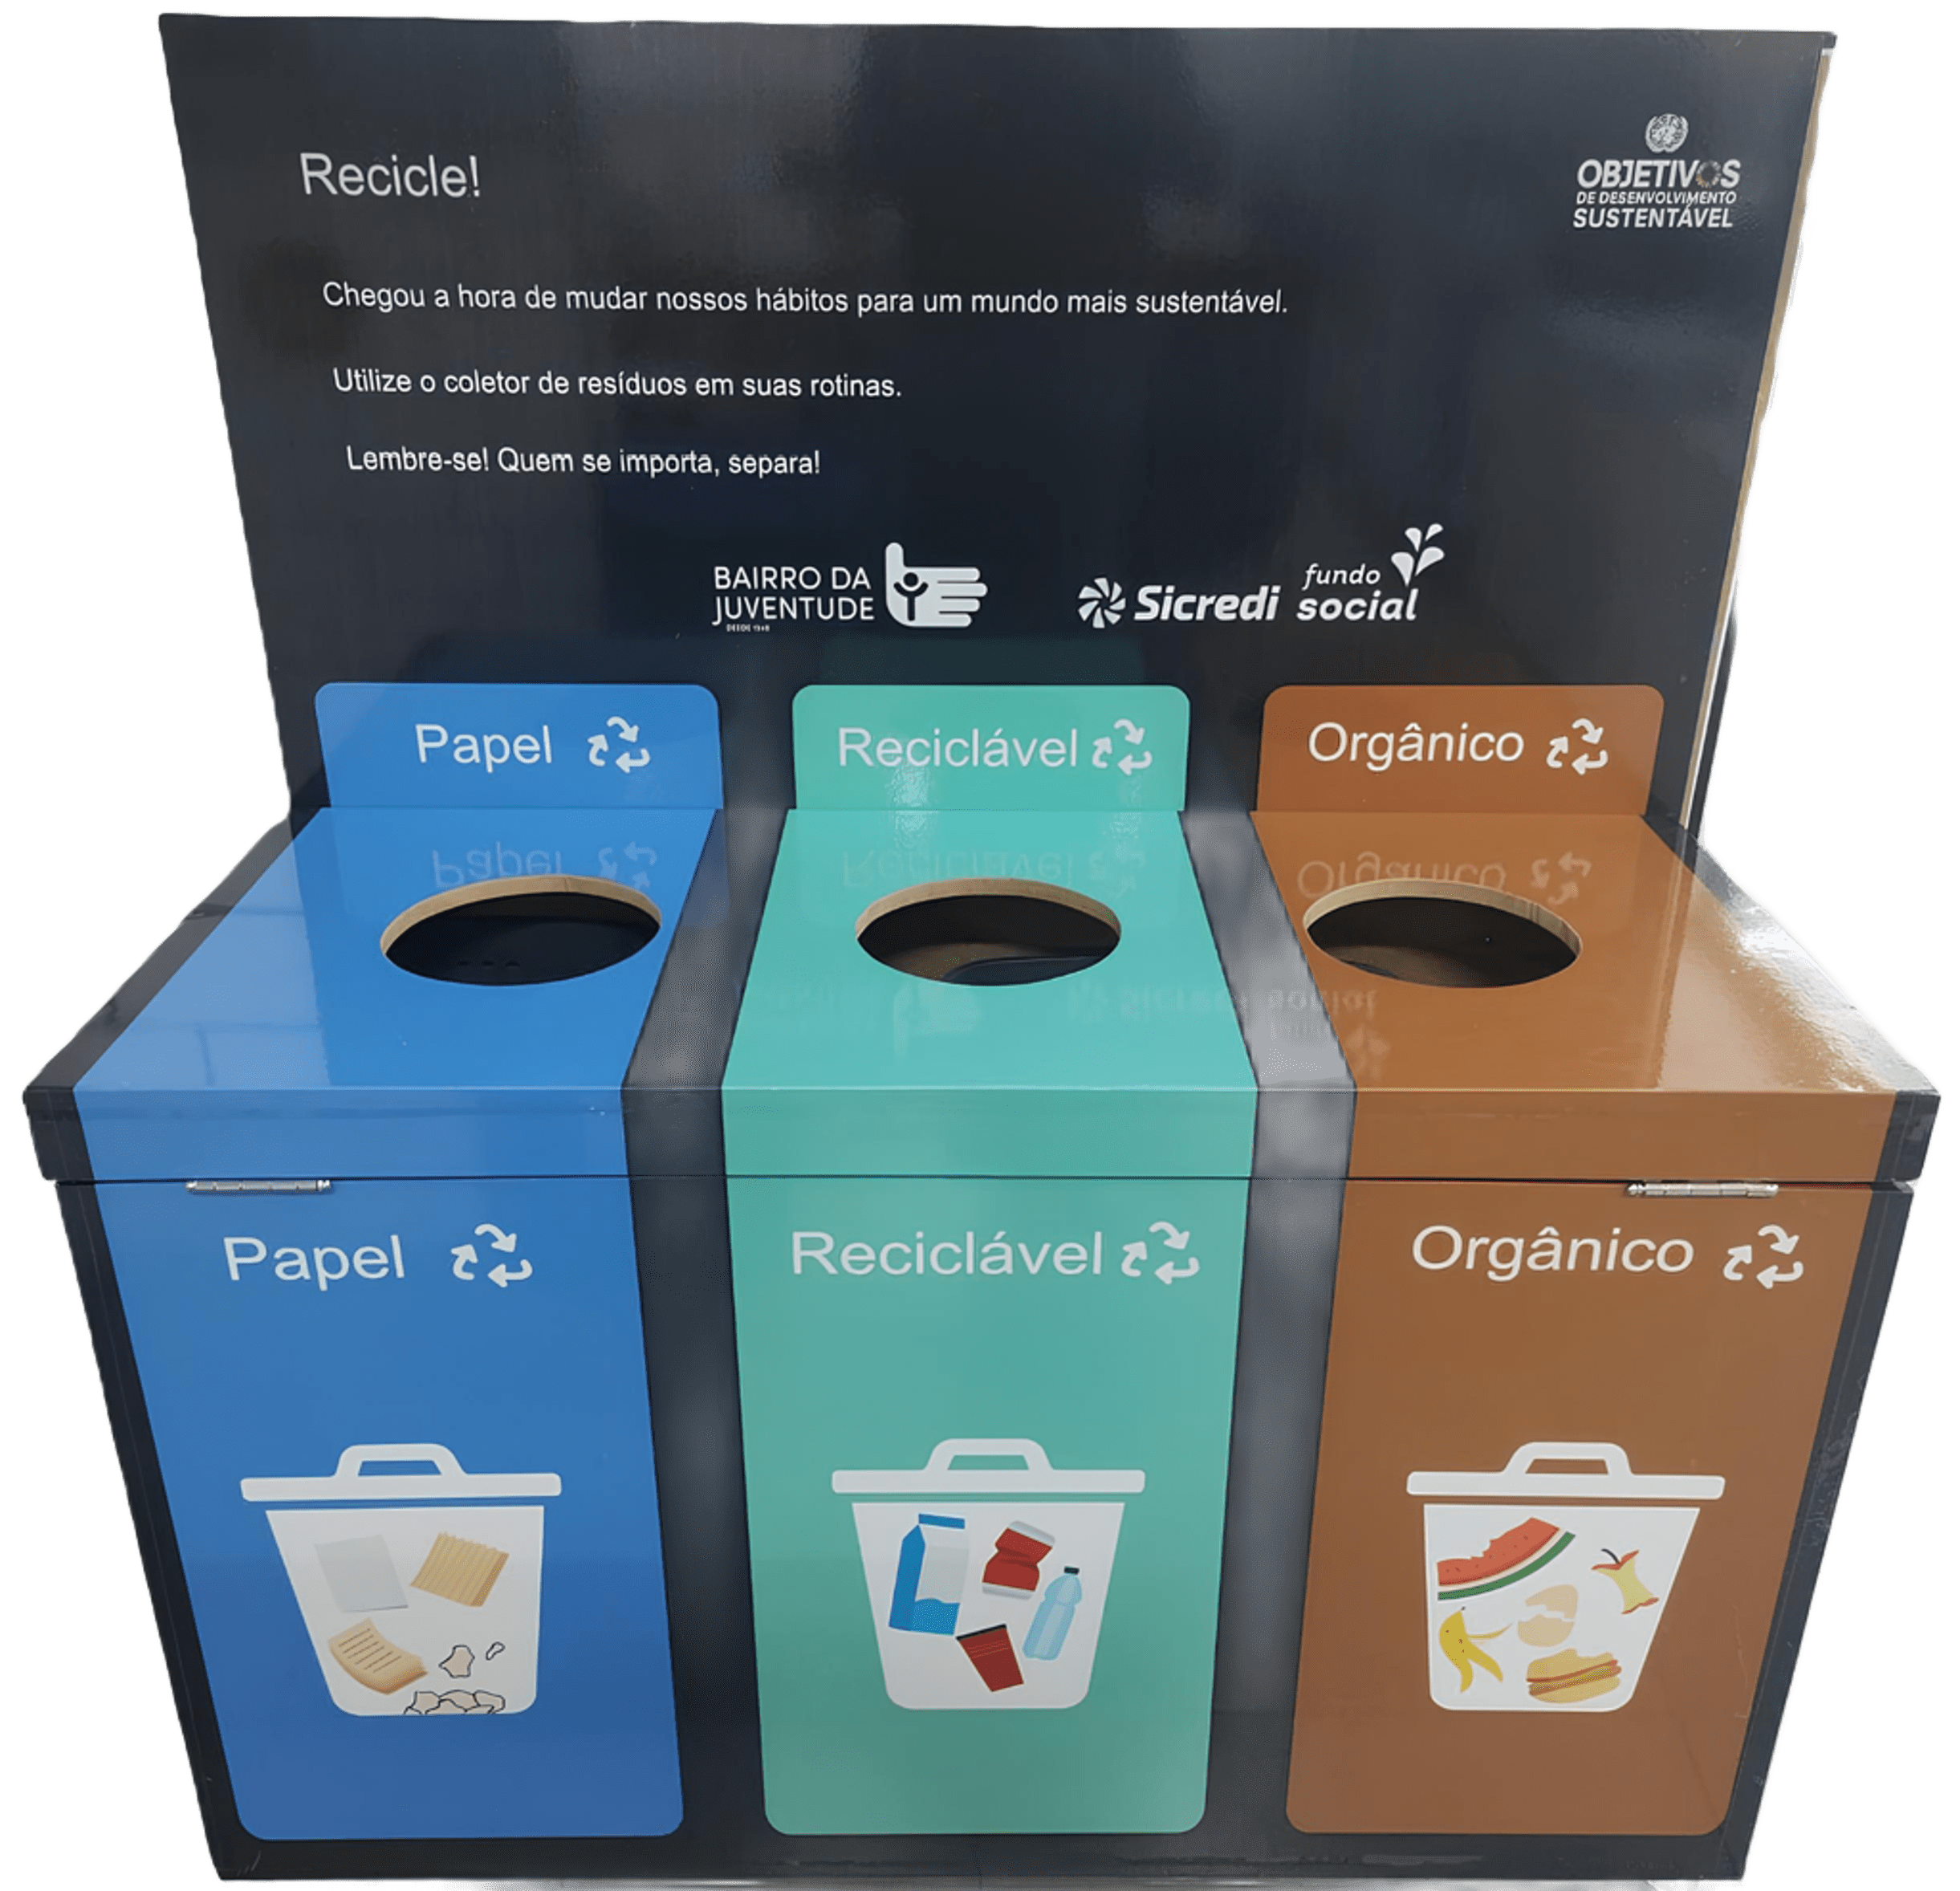 Recicle!
OBJETIVOS
DE DESENVOLVIMENTO
SUSTENTÁVEL
Chegou a hora de mudar nossos hábitos para um mundo mais sustentável.
Utilize o coletor de resíduos em suas rotinas.
Lembre-se! Quem se importa, separa!
BAIRRO DA
JUVENTUDE
DESDE 1949
Sicredi fundo social
Papel
Reciclável
Orgânico
Papel
Reciclável
Orgânico